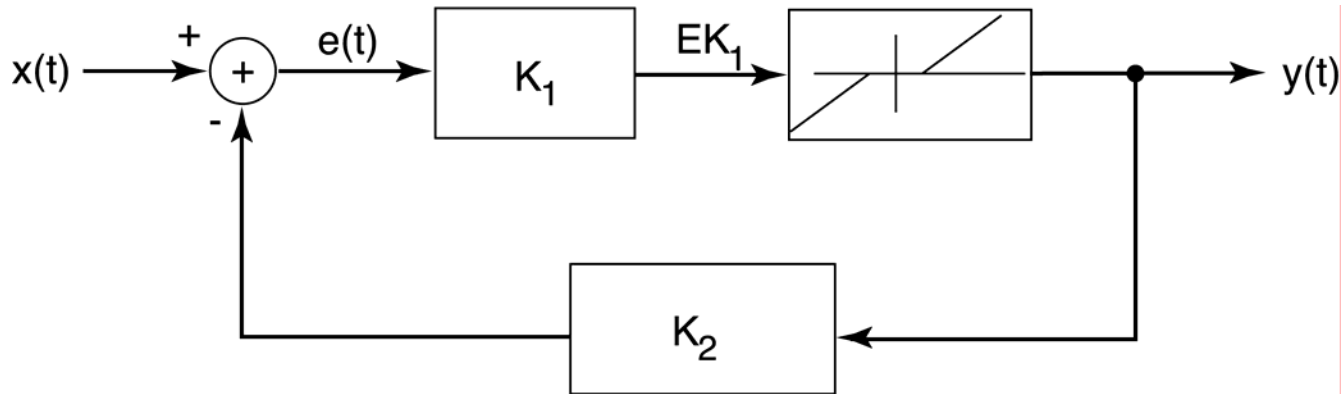 +
x(t)
+
e(t)
K₁
EK₁
y(t)
-
K₂